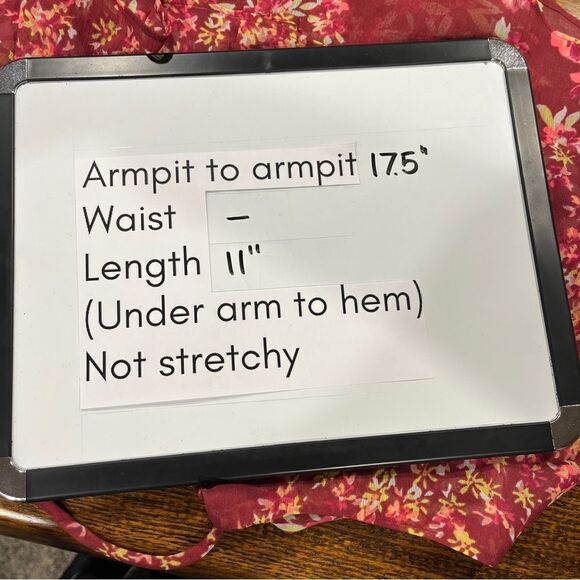 Armpit to armpit 17.5"
Waist –
Length 11"
(Under arm to hem)
Not stretchy